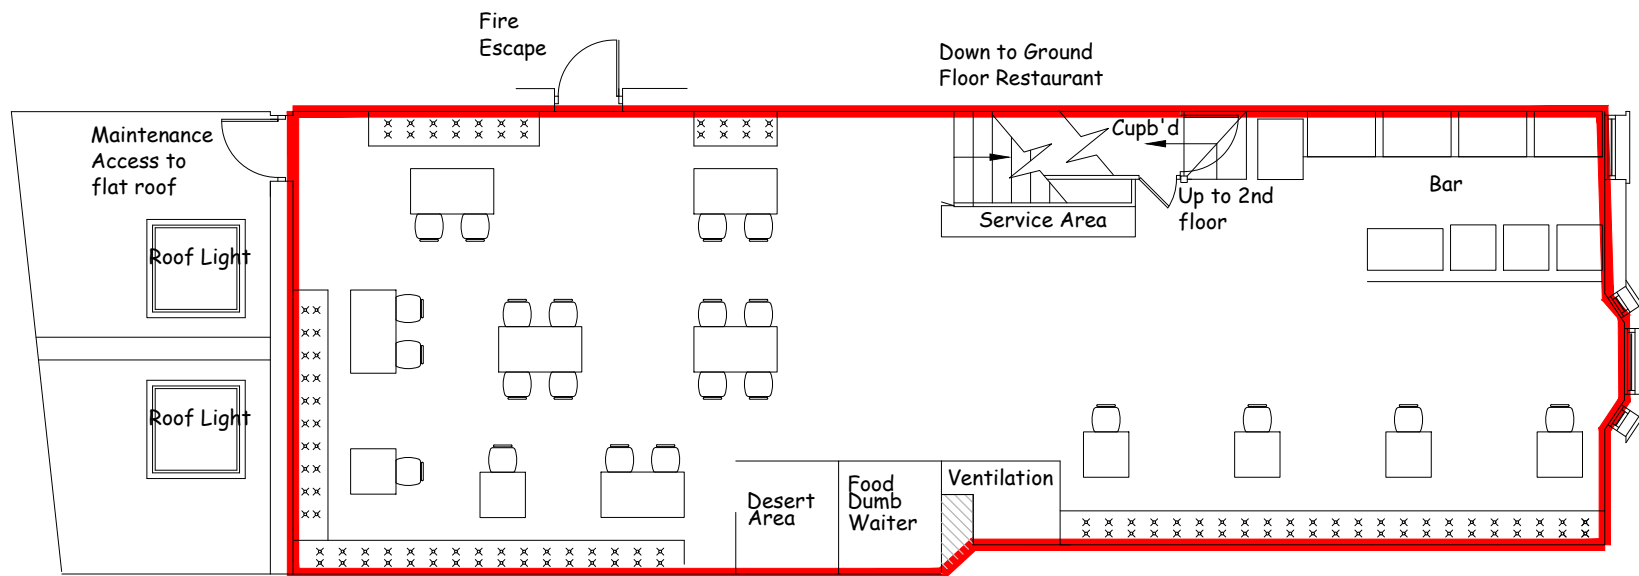 Fire
Escape
Down to Ground
Floor Restaurant
Maintenance
Access to
flat roof
Cupb'd
Bar
Up to 2nd
floor
Service Area
Roof Light
Roof Light
Desert
Area
Food
Dumb
Waiter
Ventilation